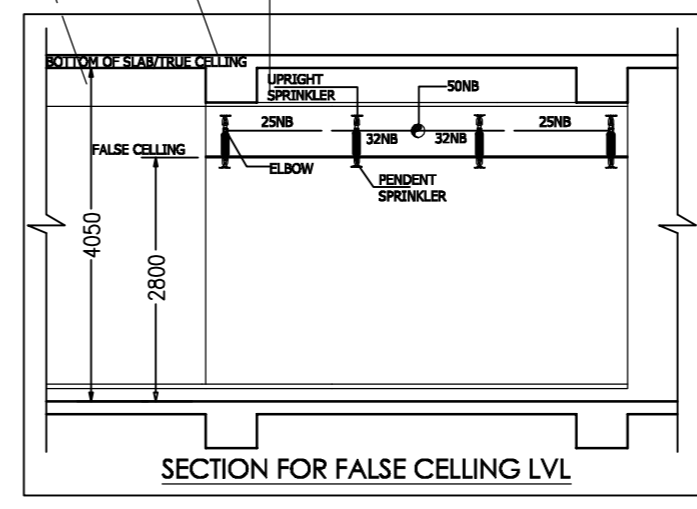 BOTTOM OF SLAB/TRUE CELLING
UPRIGHT
SPRINKLER
50NB
25NB
32NB
32NB
25NB
FALSE CELLING
ELBOW
PENDENT
SPRINKLER
4050
2800
SECTION FOR FALSE CELLING LVL